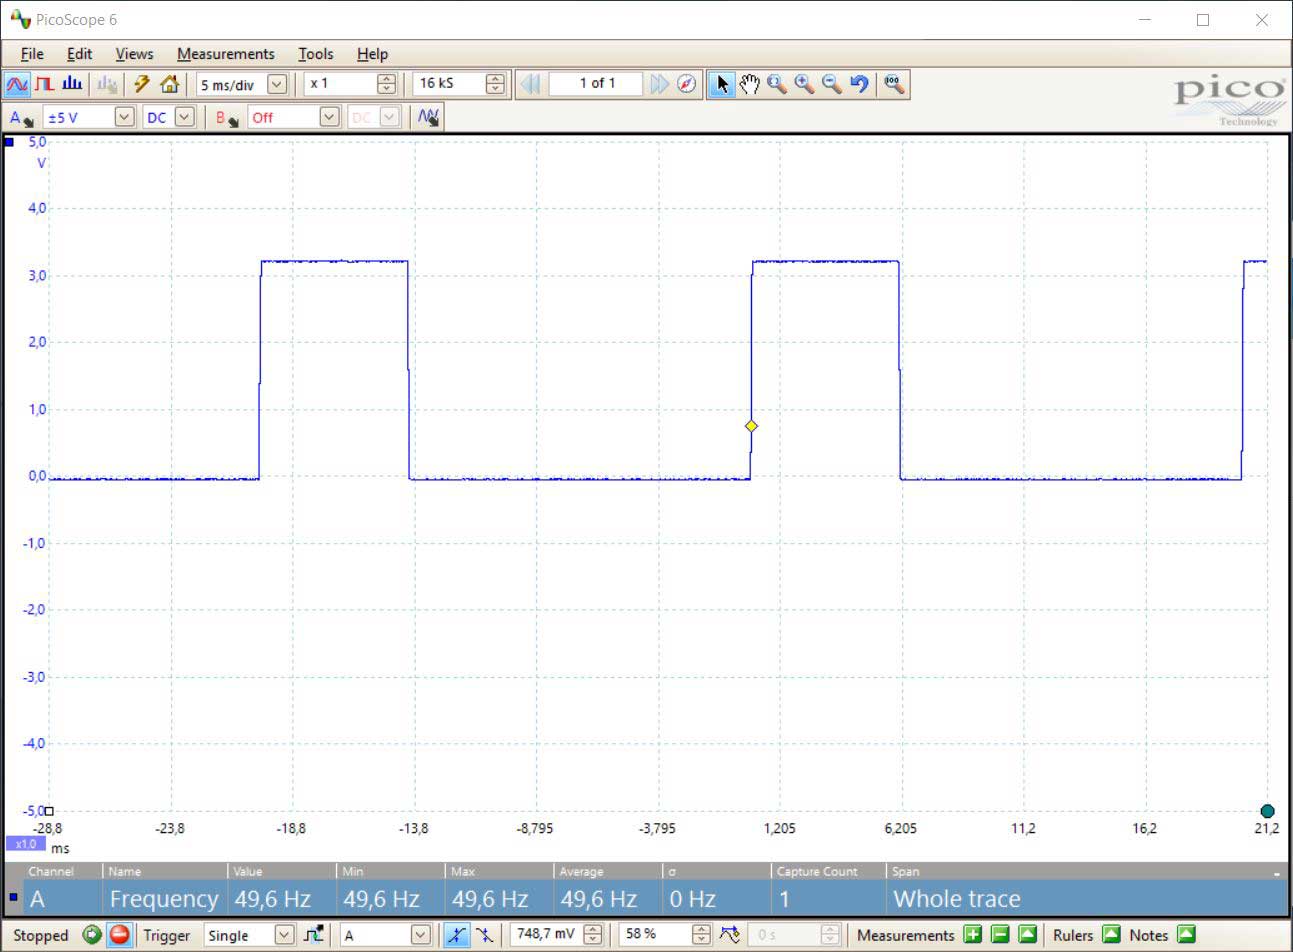 PicoScope 6
File Edit Views Measurements Tools Help
5 ms/div x 1 16 kS 1 of 1
pico
Technology
A ±5 V DC B Off DC
5,0
V
4,0
3,0
2,0
1,0
0,0
-1,0
-2,0
-3,0
-4,0
-5,0
-28,8 -23,8 -18,8 -13,8 -8,795 -3,795 1,205 6,205 11,2 16,2 21,2
x1.0 ms
Channel Name Value Min Max Average σ Capture Count Span
A Frequency 49,6 Hz 49,6 Hz 49,6 Hz 49,6 Hz 0 Hz 1 Whole trace
Stopped Trigger Single A 748,7 mV 58 % 0 s Measurements Rulers Notes